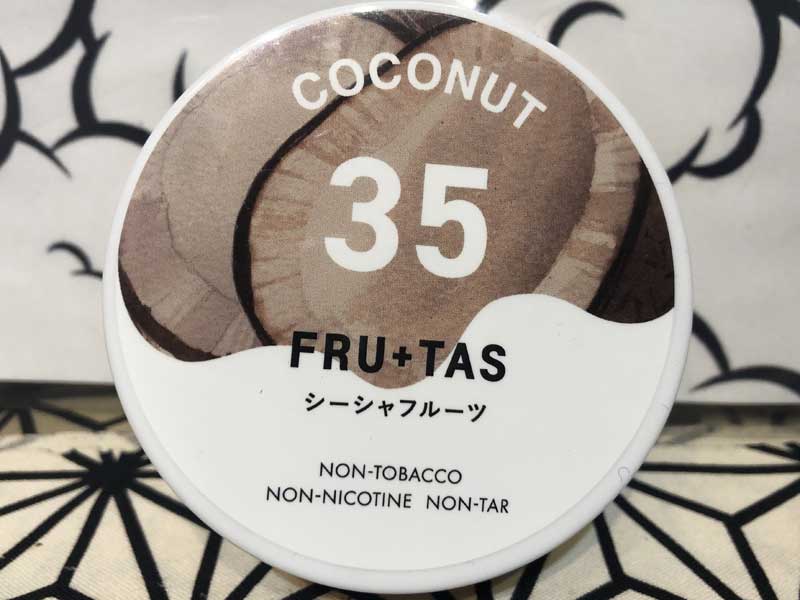 COCONUT
35
FRU+TAS
シーシャフルーツ
NON-TOBACCO
NON-NICOTINE NON-TAR